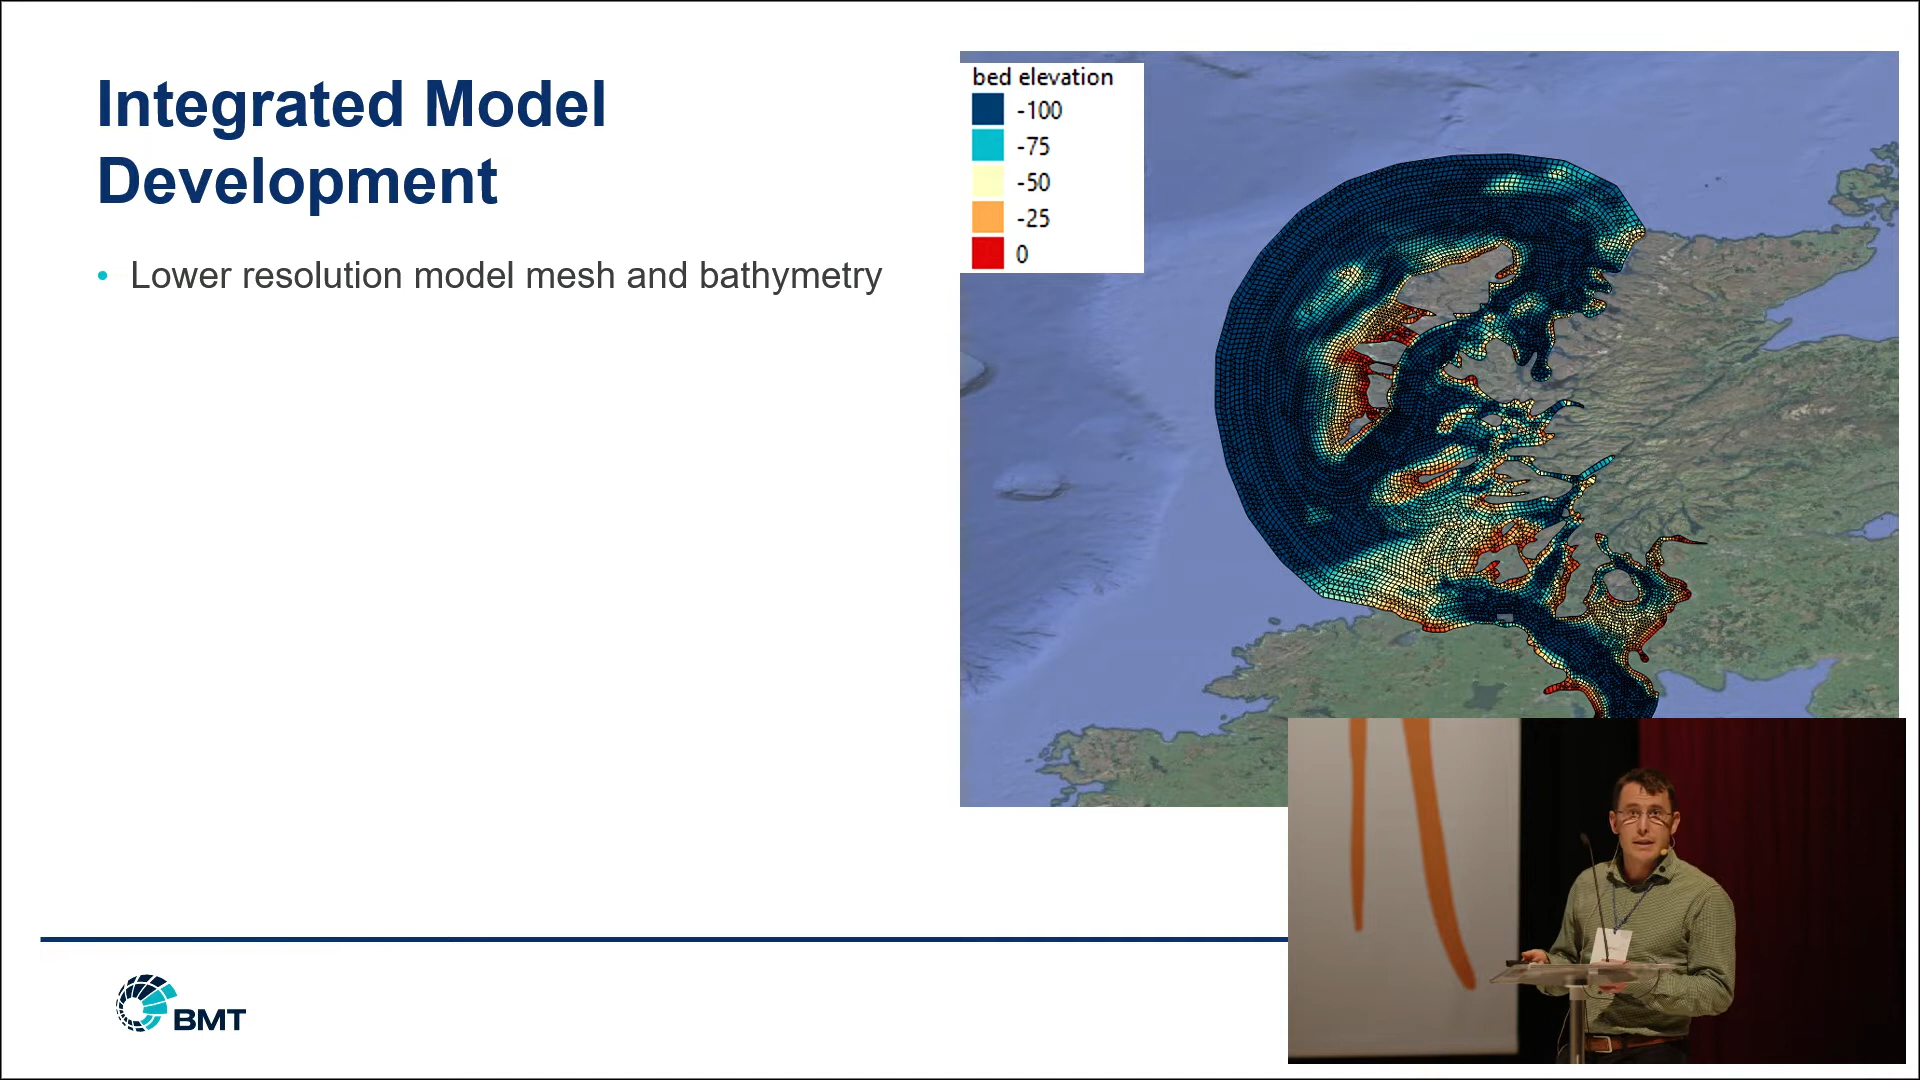 Integrated Model
Development
• Lower resolution model mesh and bathymetry
bed elevation
-100
-75
-50
-25
0
BMT